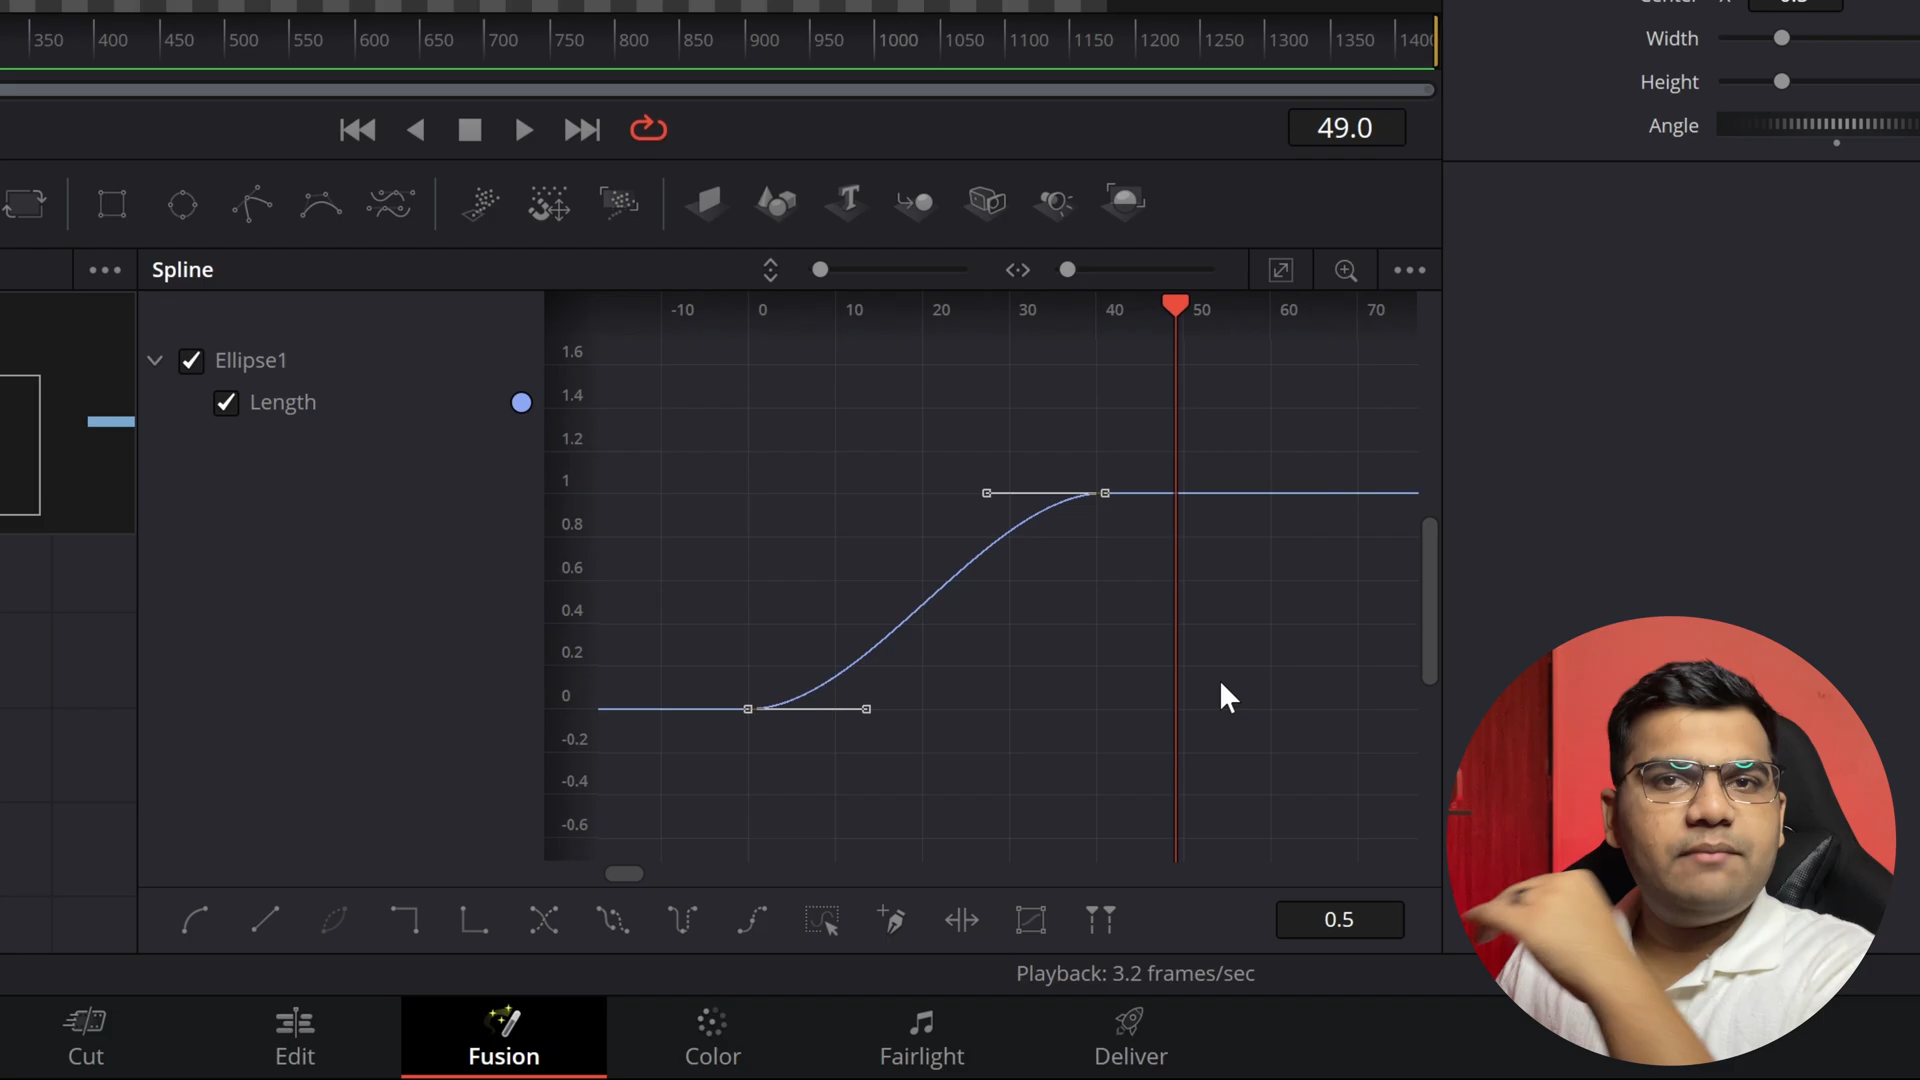 Center X 0.5
350 400 450 500 550 600 650 700 750 800 850 900 950 1000 1050 1100 1150 1200 1250 1300 1350 1400
Width
Height
Angle
49.0
Spline
-10 0 10 20 30 40 50 60 70
Ellipse1
Length
1.6
1.4
1.2
1
0.8
0.6
0.4
0.2
0
-0.2
-0.4
-0.6
0.5
Playback: 3.2 frames/sec
Cut Edit Fusion Color Fairlight Deliver